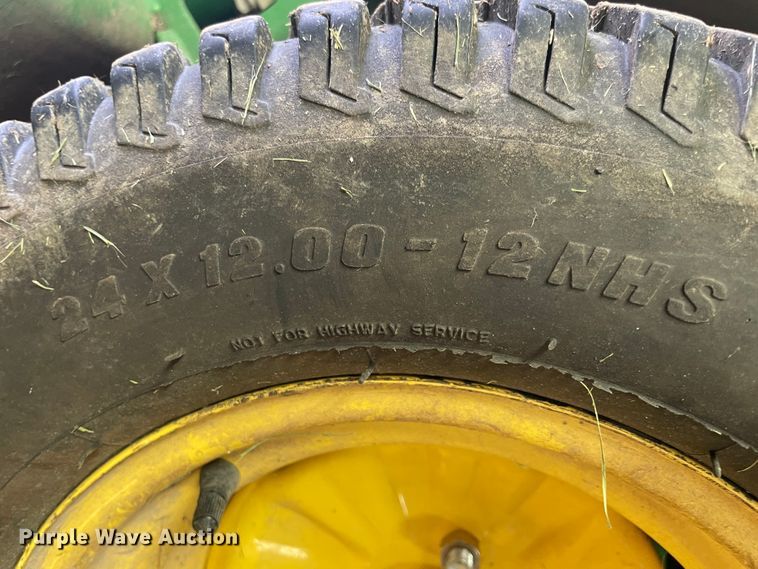 24 X 12.00 - 12 NHS
NOT FOR HIGHWAY SERVICE
Purple Wave Auction